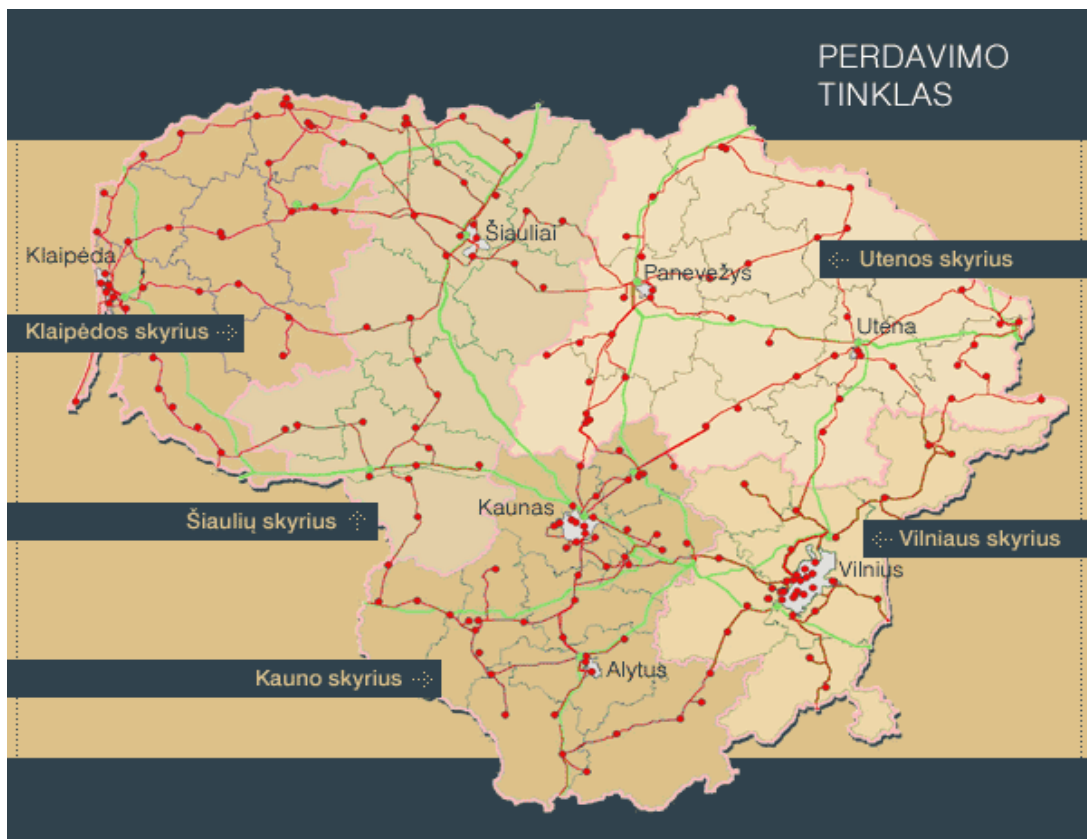 PERDAVIMO
TINKLAS
Šiauliai
Klaipėda
Utenos skyrius
Panevėžys
Klaipėdos skyrius
Utena
Kaunas
Šiaulių skyrius
Vilniaus skyrius
Vilnius
Alytus
Kauno skyrius